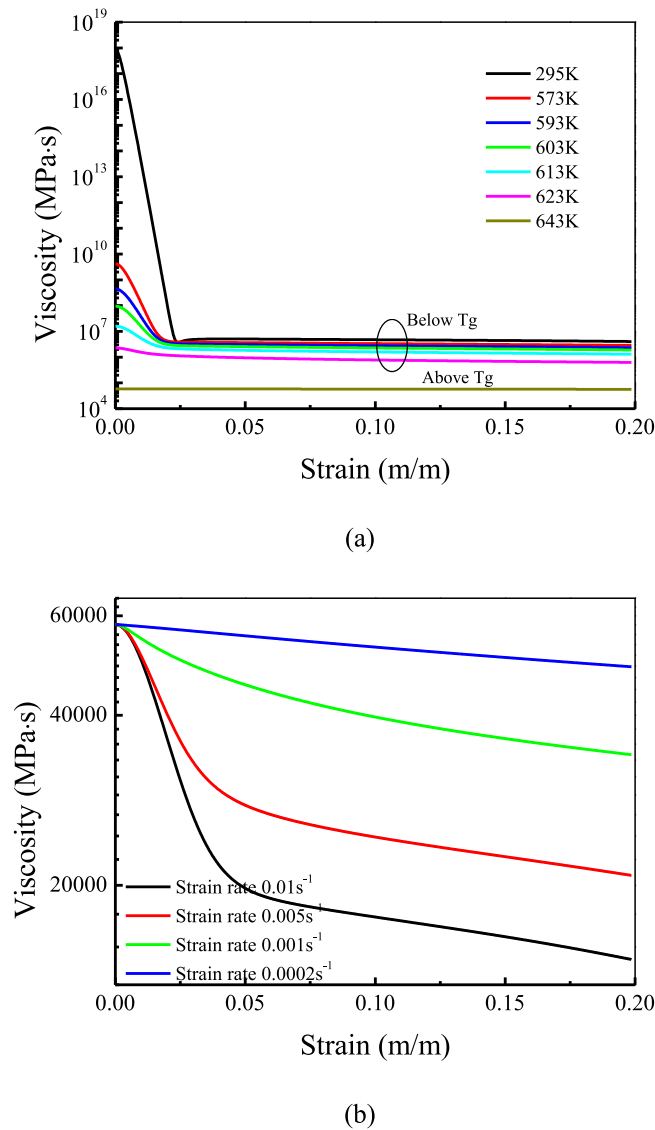 10^19
10^16
10^13
10^10
10^7
10^4
Viscosity (MPa·s)
295K
573K
593K
603K
613K
623K
643K
Below Tg
Above Tg
0.00 0.05 0.10 0.15 0.20
Strain (m/m)
(a)
60000
40000
20000
Viscosity (MPa·s)
Strain rate 0.01s^-1
Strain rate 0.005s^-1
Strain rate 0.001s^-1
Strain rate 0.0002s^-1
0.00 0.05 0.10 0.15 0.20
Strain (m/m)
(b)